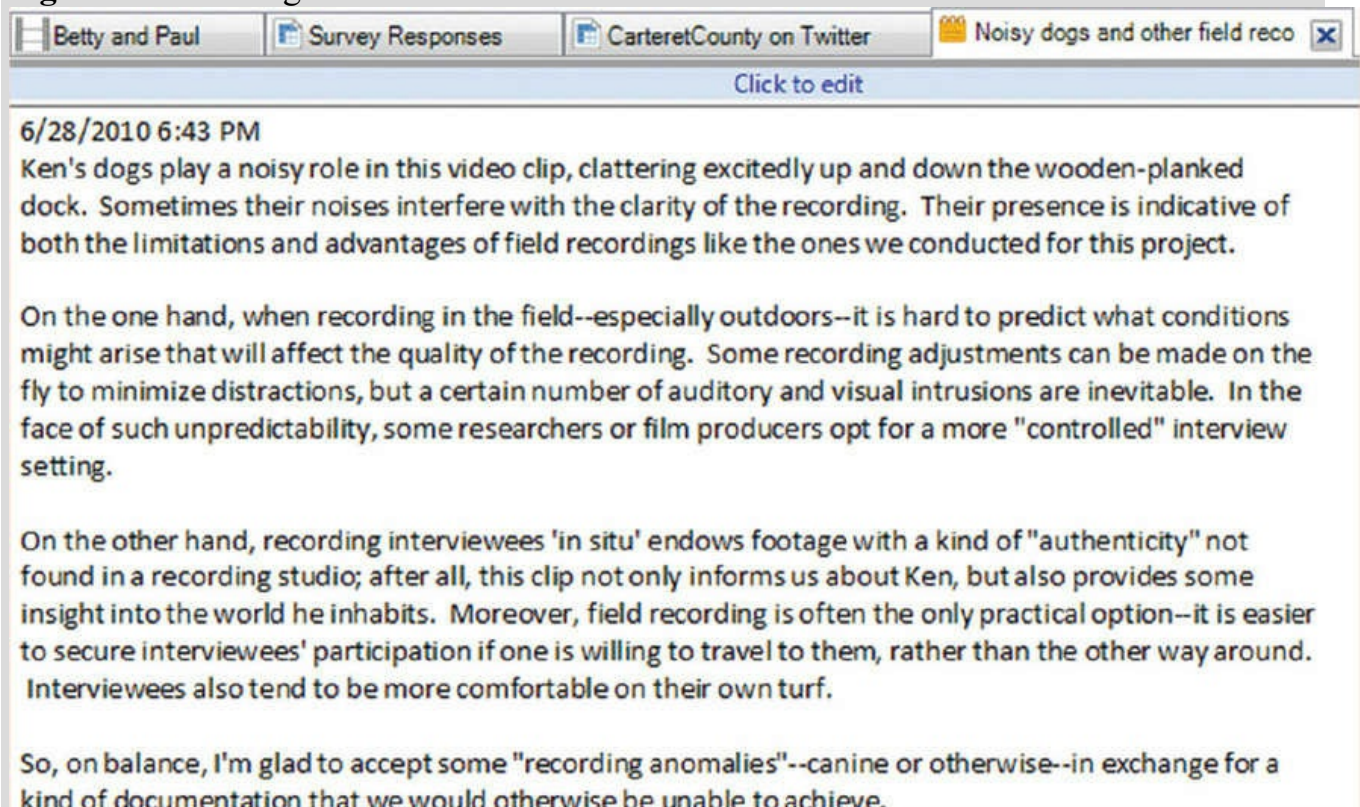 Betty and Paul Survey Responses CarteretCounty on Twitter Noisy dogs and other field reco
Click to edit
6/28/2010 6:43 PM
Ken's dogs play a noisy role in this video clip, clattering excitedly up and down the wooden-planked
dock. Sometimes their noises interfere with the clarity of the recording. Their presence is indicative of
both the limitations and advantages of field recordings like the ones we conducted for this project.
On the one hand, when recording in the field--especially outdoors--it is hard to predict what conditions
might arise that will affect the quality of the recording. Some recording adjustments can be made on the
fly to minimize distractions, but a certain number of auditory and visual intrusions are inevitable. In the
face of such unpredictability, some researchers or film producers opt for a more "controlled" interview
setting.
On the other hand, recording interviewees 'in situ' endows footage with a kind of "authenticity" not
found in a recording studio; after all, this clip not only informs us about Ken, but also provides some
insight into the world he inhabits. Moreover, field recording is often the only practical option--it is easier
to secure interviewees' participation if one is willing to travel to them, rather than the other way around.
Interviewees also tend to be more comfortable on their own turf.
So, on balance, I'm glad to accept some "recording anomalies"--canine or otherwise--in exchange for a
kind of documentation that we would otherwise be unable to achieve.